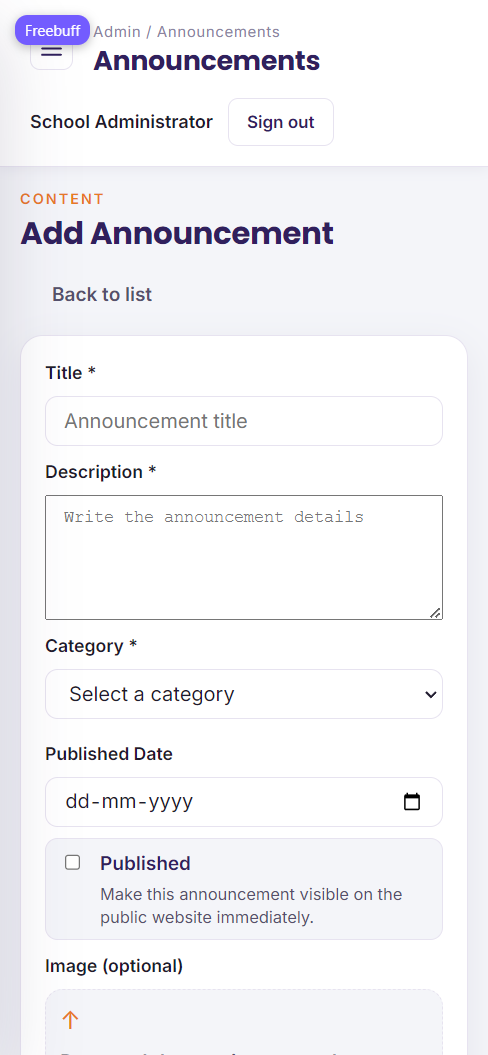 Freebuff
Admin / Announcements
Announcements
School Administrator
Sign out
CONTENT
Add Announcement
Back to list
Title *
Announcement title
Description *
Write the announcement details
Category *
Select a category
Published Date
dd-mm-yyyy
Published
Make this announcement visible on the
public website immediately.
Image (optional)